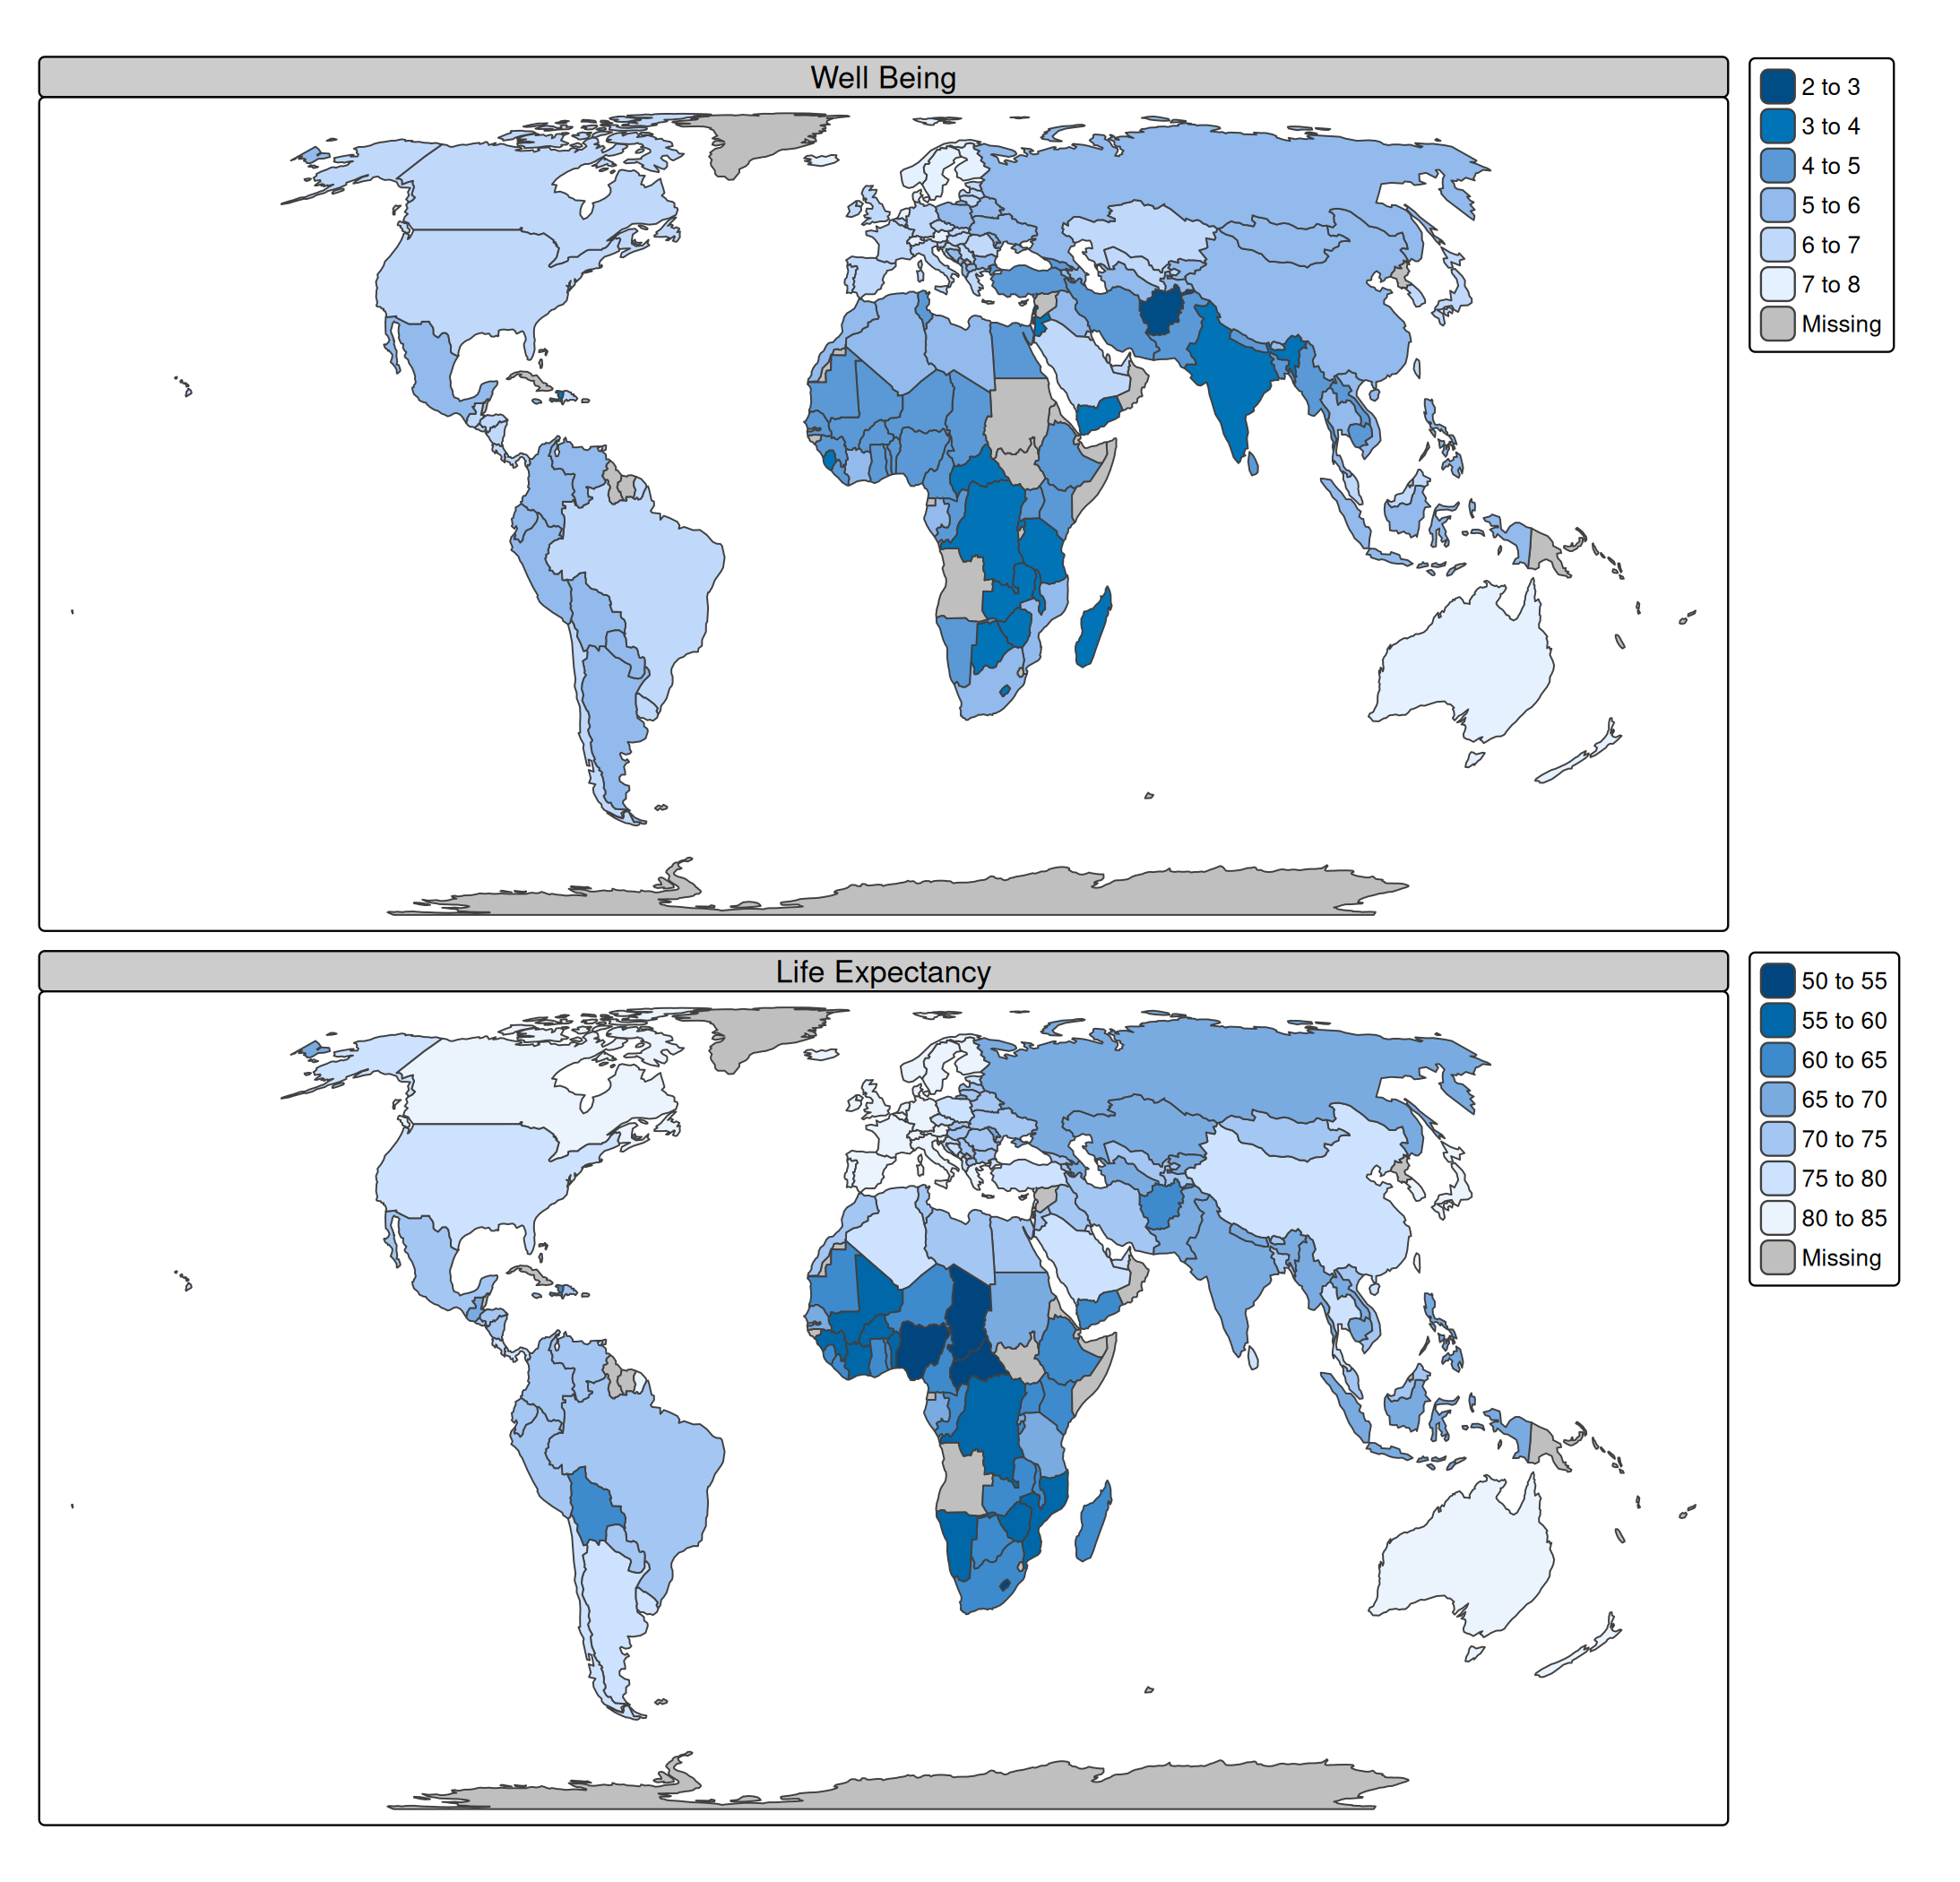 Well Being
2 to 3
3 to 4
4 to 5
5 to 6
6 to 7
7 to 8
Missing
Life Expectancy
50 to 55
55 to 60
60 to 65
65 to 70
70 to 75
75 to 80
80 to 85
Missing